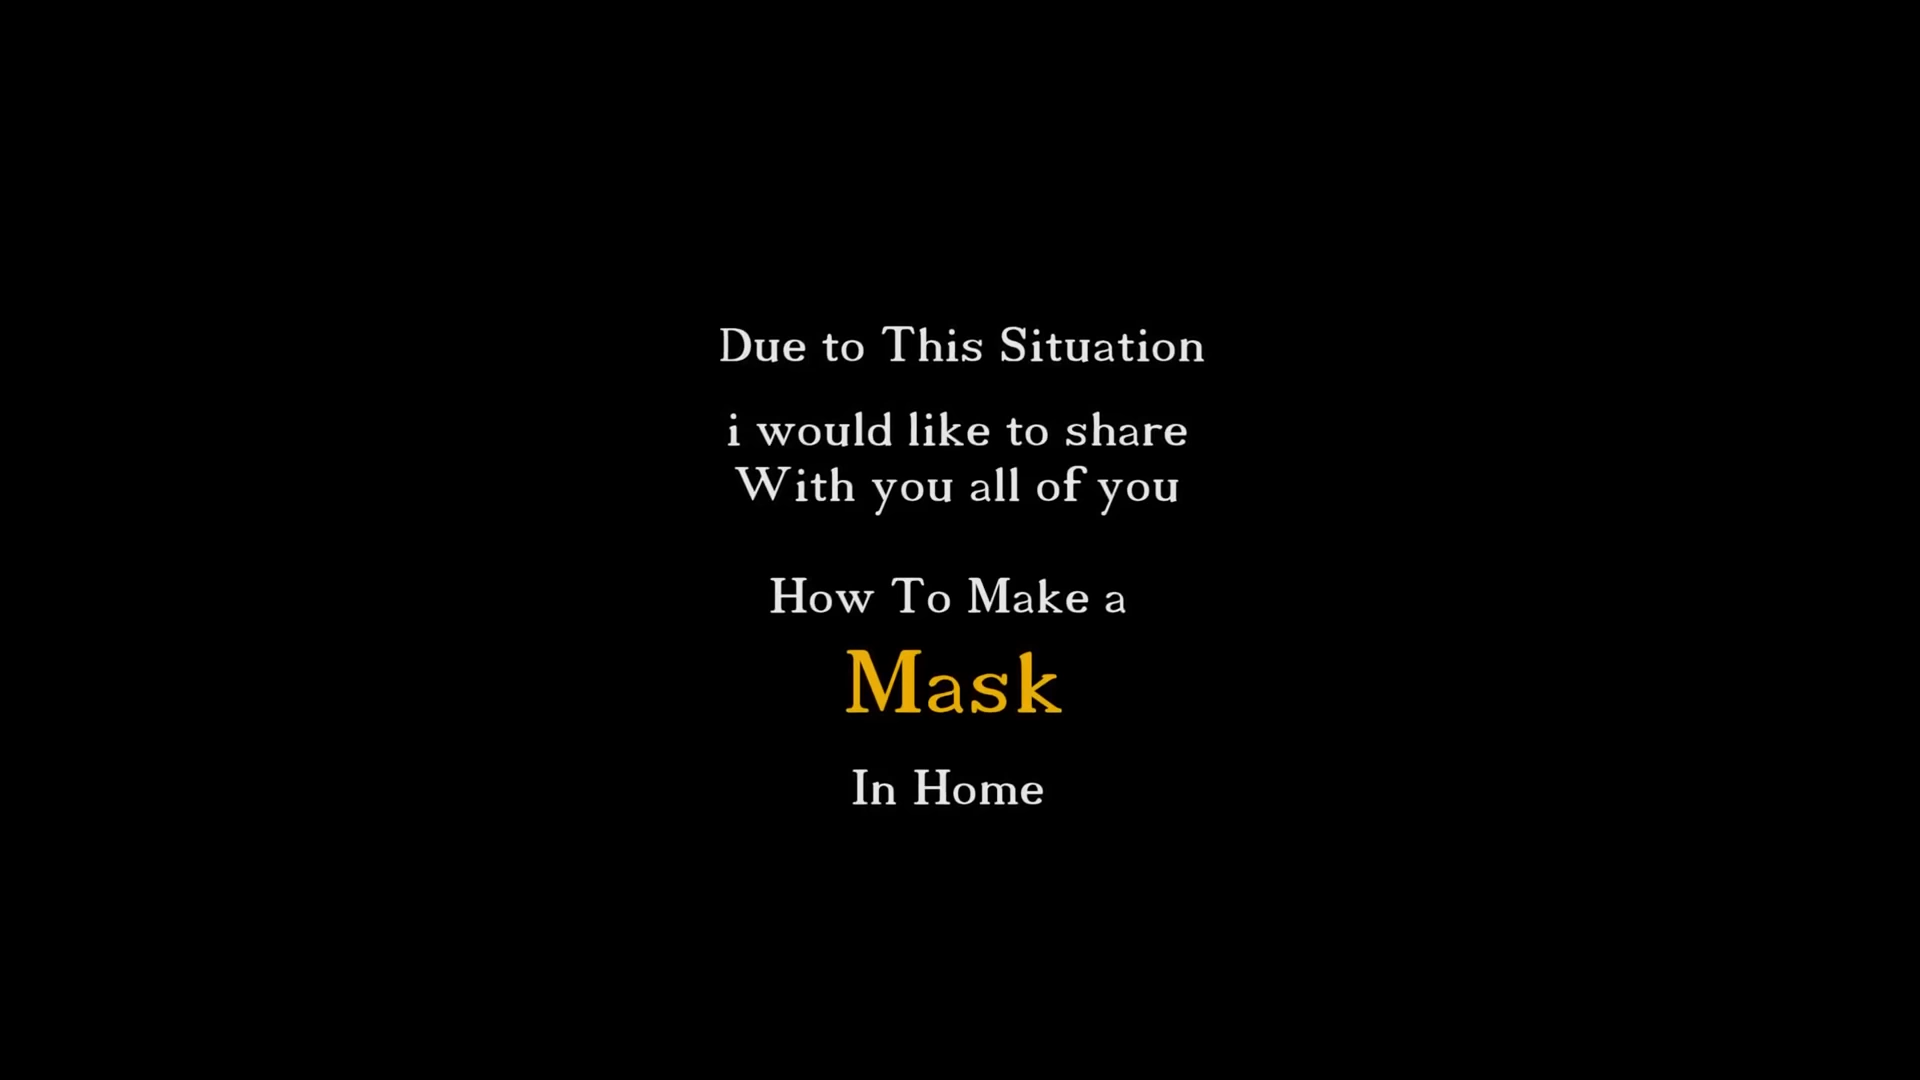 Due to This Situation
i would like to share
With you all of you
How To Make a
Mask
In Home